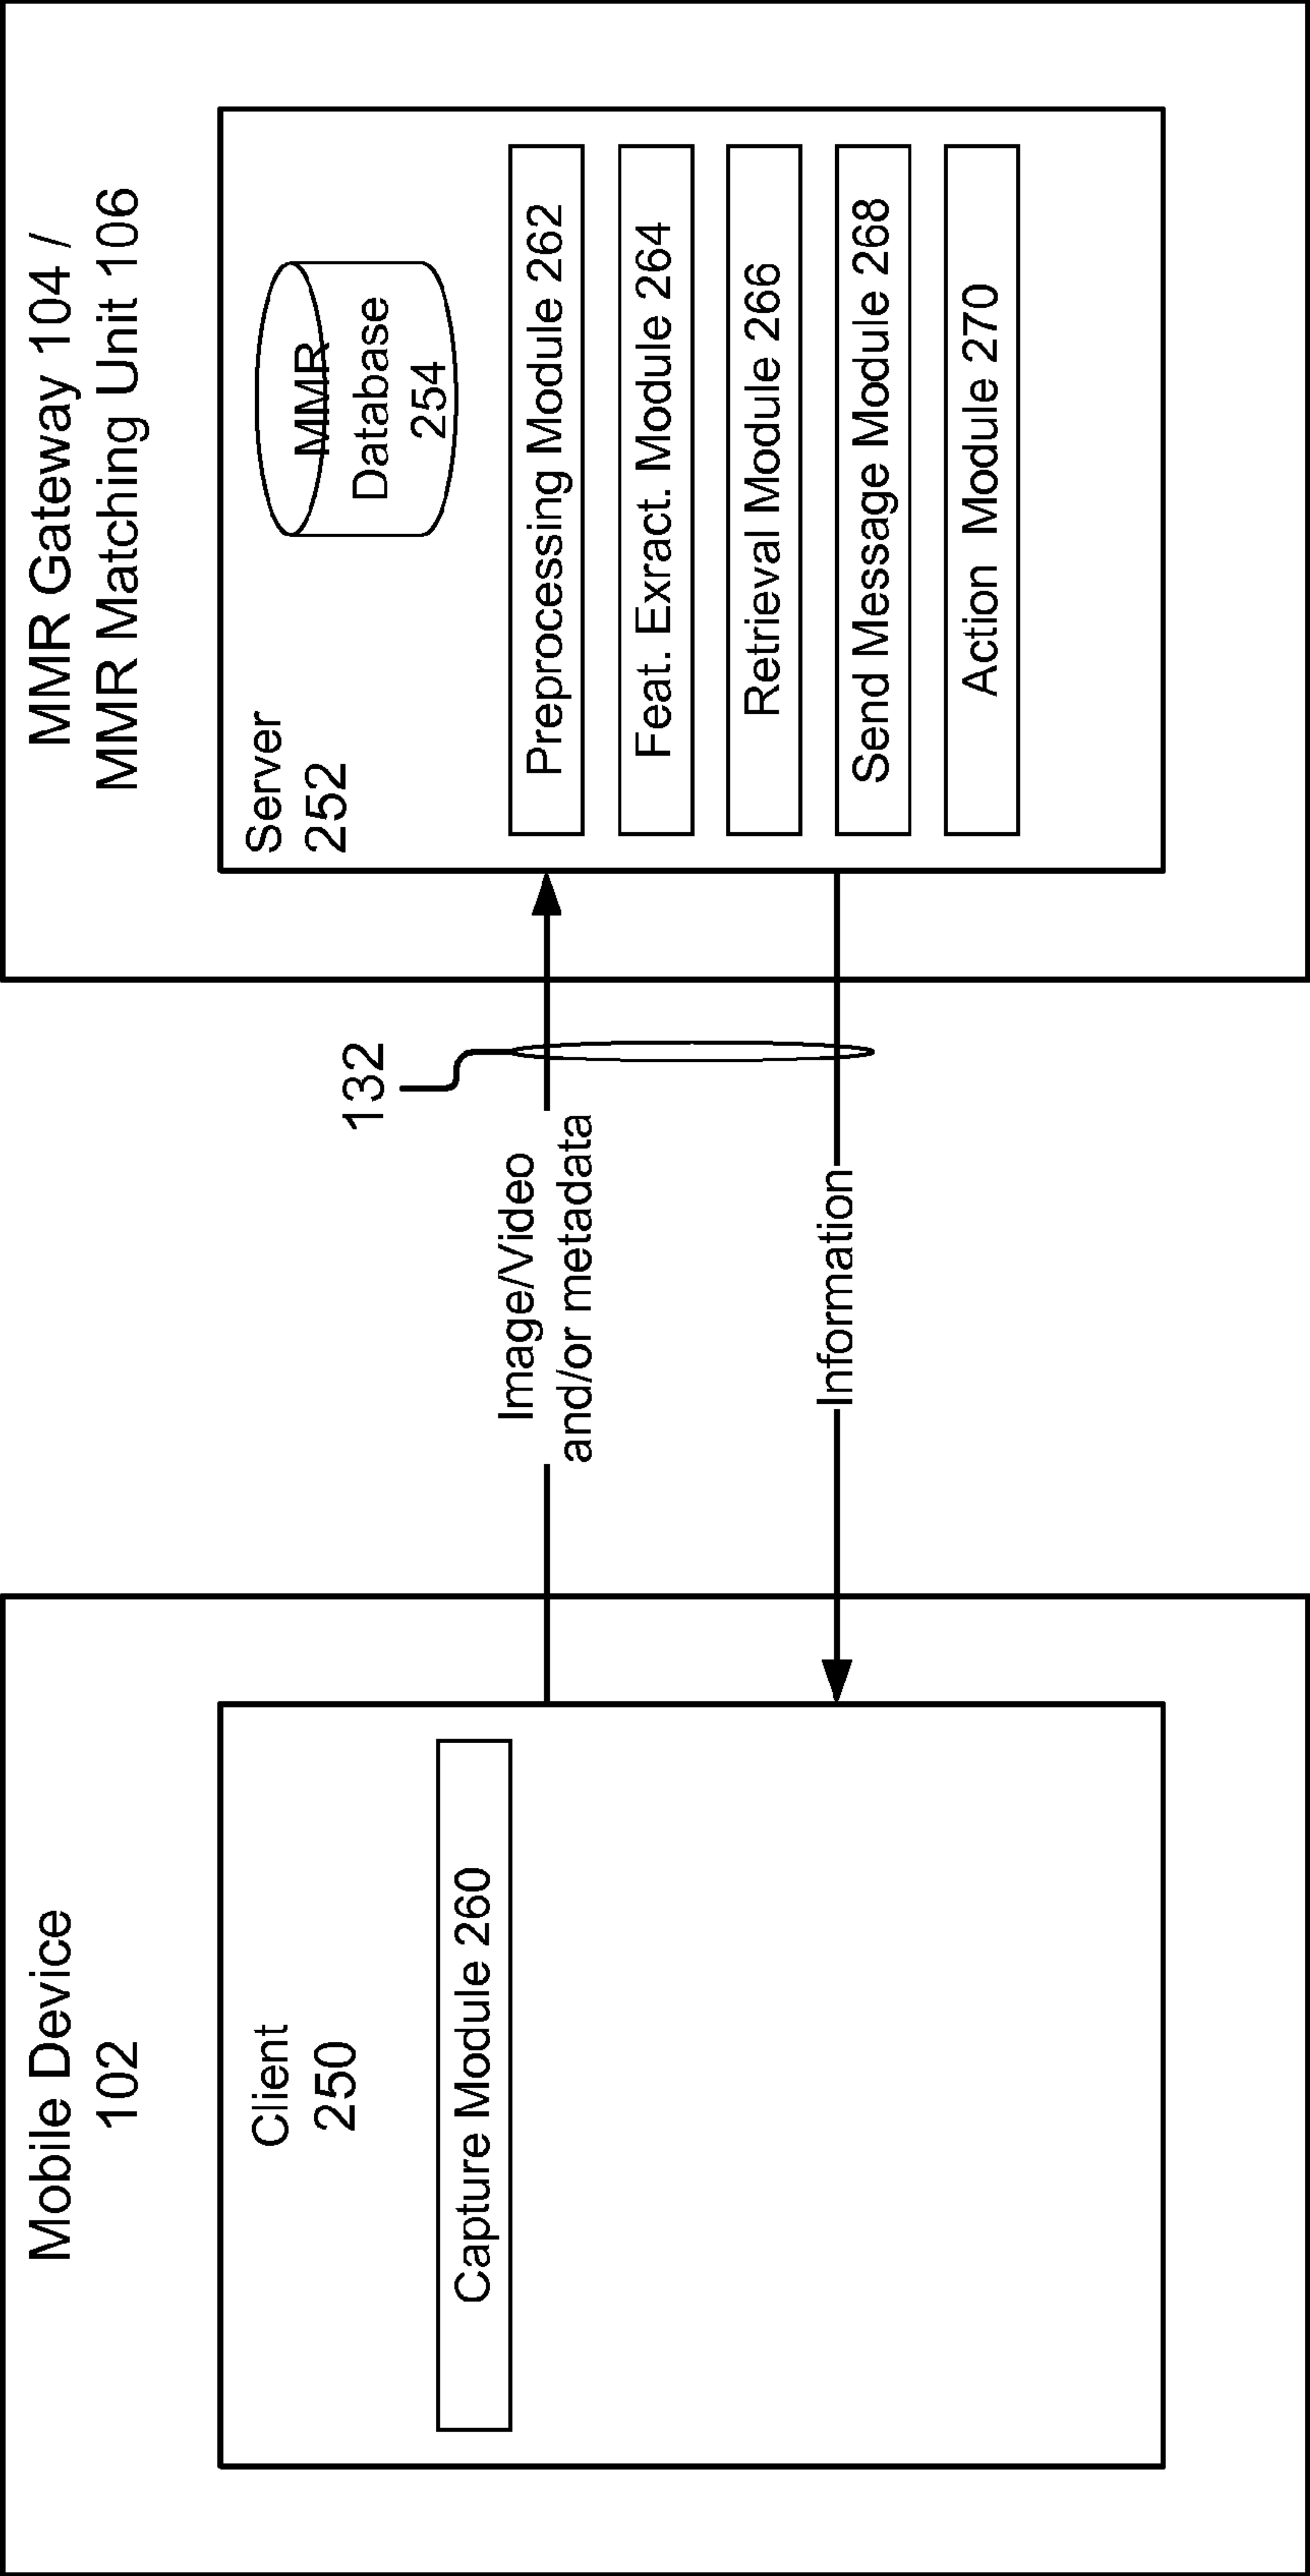 Mobile Device
102
Client
250
Capture Module 260
Image/Video
and/or metadata
Information
132
MMR Gateway 104 /
MMR Matching Unit 106
Server
252
MMR
Database
254
Preprocessing Module 262
Feat. Exract. Module 264
Retrieval Module 266
Send Message Module 268
Action Module 270